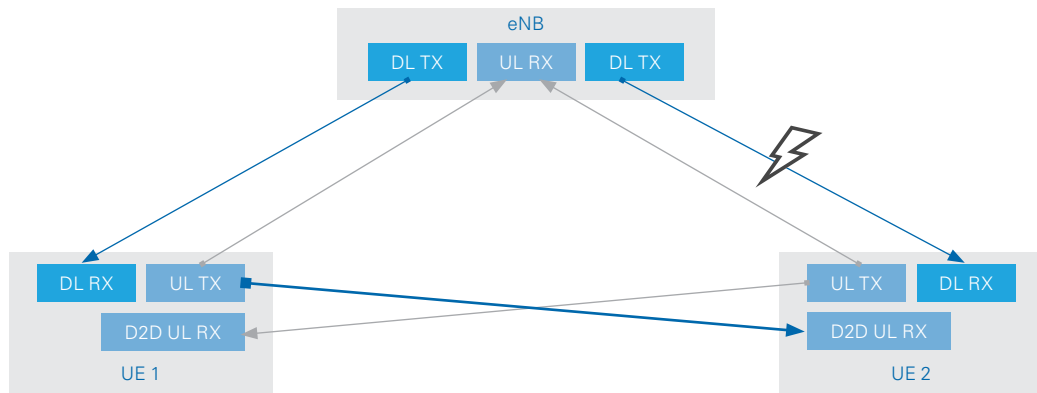 eNB
DL TX
UL RX
DL TX
DL RX
UL TX
D2D UL RX
UE 1
UL TX
DL RX
D2D UL RX
UE 2